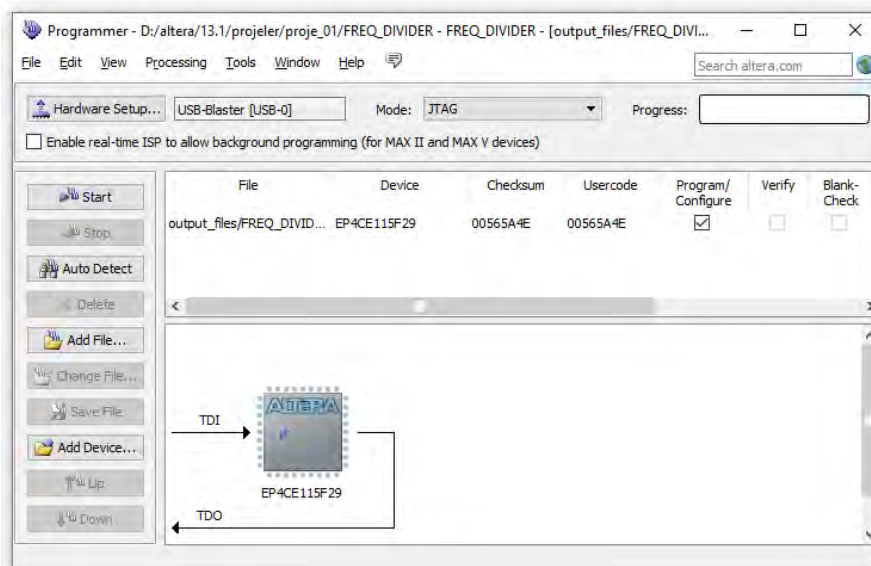 Programmer - D:/altera/13.1/projeler/proje_01/FREQ_DIVIDER - FREQ_DIVIDER - [output_files/FREQ_DIVI...
File Edit View Processing Tools Window Help
Search altera.com
Hardware Setup... USB-Blaster [USB-0] Mode: JTAG Progress:
Enable real-time ISP to allow background programming (for MAX II and MAX V devices)
Start
Stop
Auto Detect
Delete
Add File...
Change File...
Save File
Add Device...
Up
Down
File Device Checksum Usercode Program/ Verify Blank-
Configure Check
output_files/FREQ_DIVID... EP4CE115F29 00565A4E 00565A4E
TDI
ALTERA
EP4CE115F29
TDO